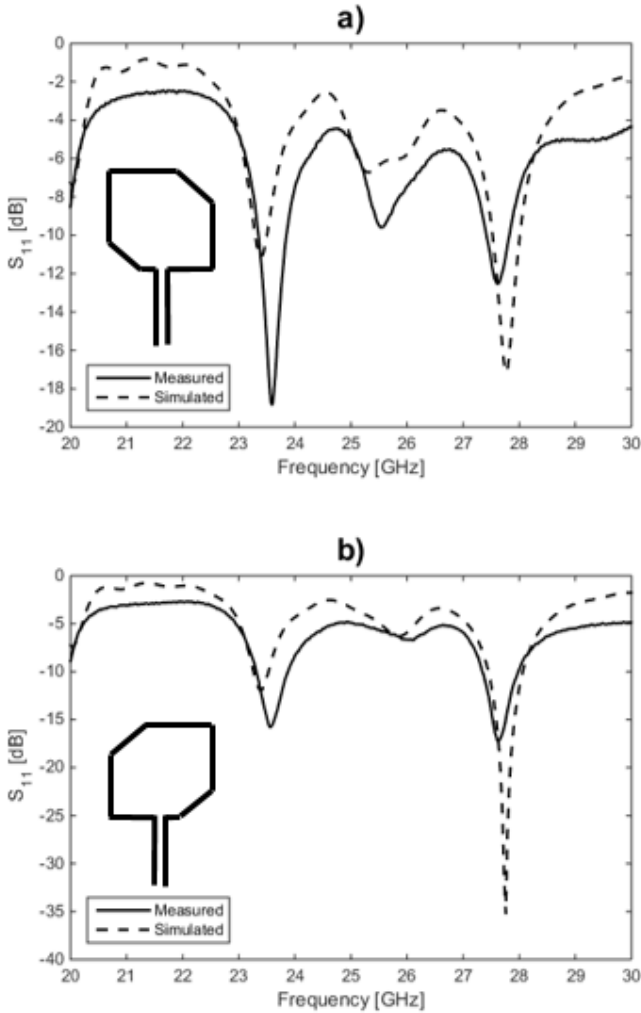 a)
0
-2
-4
-6
-8
-10
-12
-14
-16
-18
-20
S11 [dB]
Measured
Simulated
20 21 22 23 24 25 26 27 28 29 30
Frequency [GHz]
b)
0
-5
-10
-15
-20
-25
-30
-35
-40
S11 [dB]
Measured
Simulated
20 21 22 23 24 25 26 27 28 29 30
Frequency [GHz]